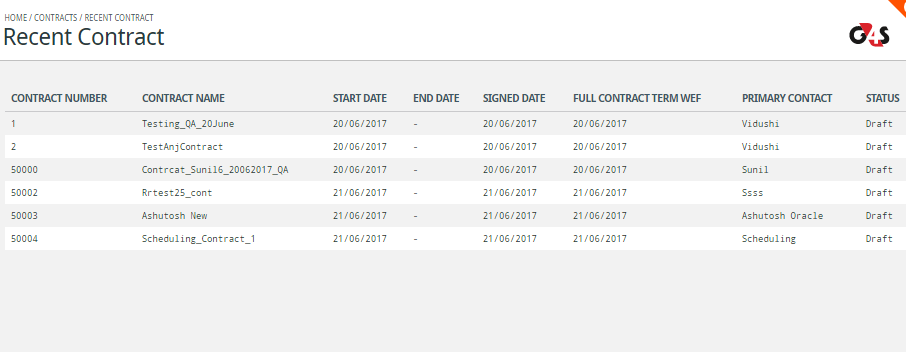 HOME / CONTRACTS / RECENT CONTRACT
Recent Contract
G4S
CONTRACT NUMBER CONTRACT NAME START DATE END DATE SIGNED DATE FULL CONTRACT TERM WEF PRIMARY CONTACT STATUS
1 Testing_QA_20June 20/06/2017 - 20/06/2017 20/06/2017 Vidushi Draft
2 TestAnjContract 20/06/2017 - 20/06/2017 20/06/2017 Vidushi Draft
50000 Contrcat_Sunil6_20062017_QA 20/06/2017 - 20/06/2017 20/06/2017 Sunil Draft
50002 Rrtest25_cont 21/06/2017 - 21/06/2017 21/06/2017 Ssss Draft
50003 Ashutosh New 21/06/2017 - 21/06/2017 21/06/2017 Ashutosh Oracle Draft
50004 Scheduling_Contract_1 21/06/2017 - 21/06/2017 21/06/2017 Scheduling Draft